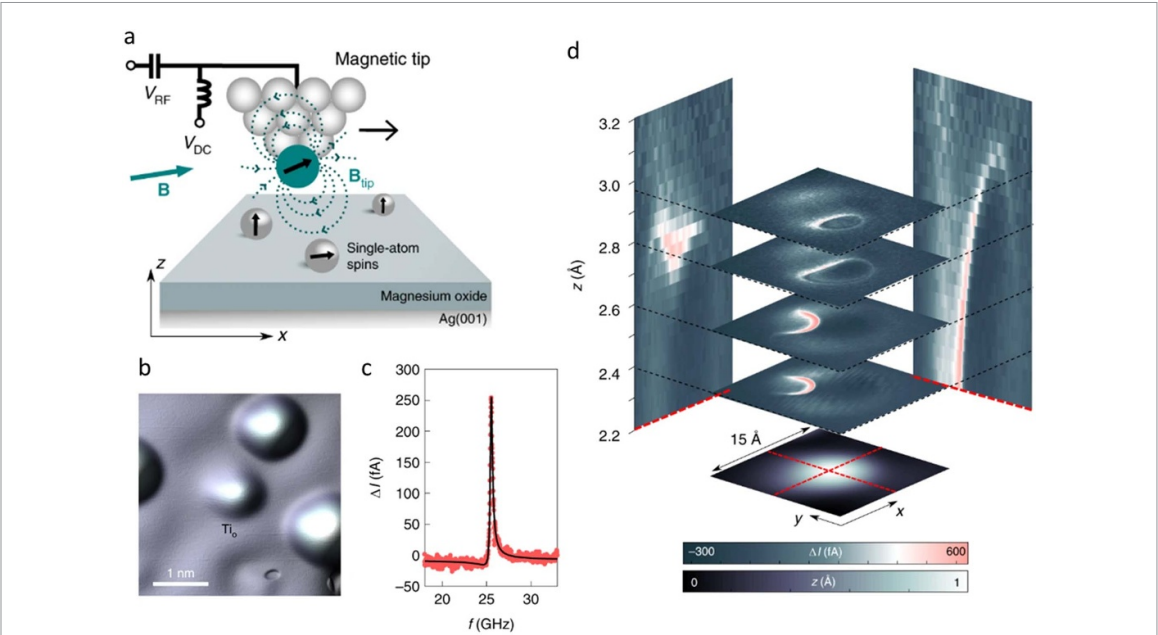 a
Magnetic tip
V_RF
V_DC
B
B_tip
Single-atom
spins
Magnesium oxide
Ag(001)
z
x
b
Ti_o
1 nm
c
300
250
200
150
100
50
0
−50
ΔI (fA)
20 25 30
f (GHz)
d
3.2
3.0
2.8
2.6
2.4
2.2
z (Å)
15 Å
y
x
−300 ΔI (fA) 600
0 z (Å) 1